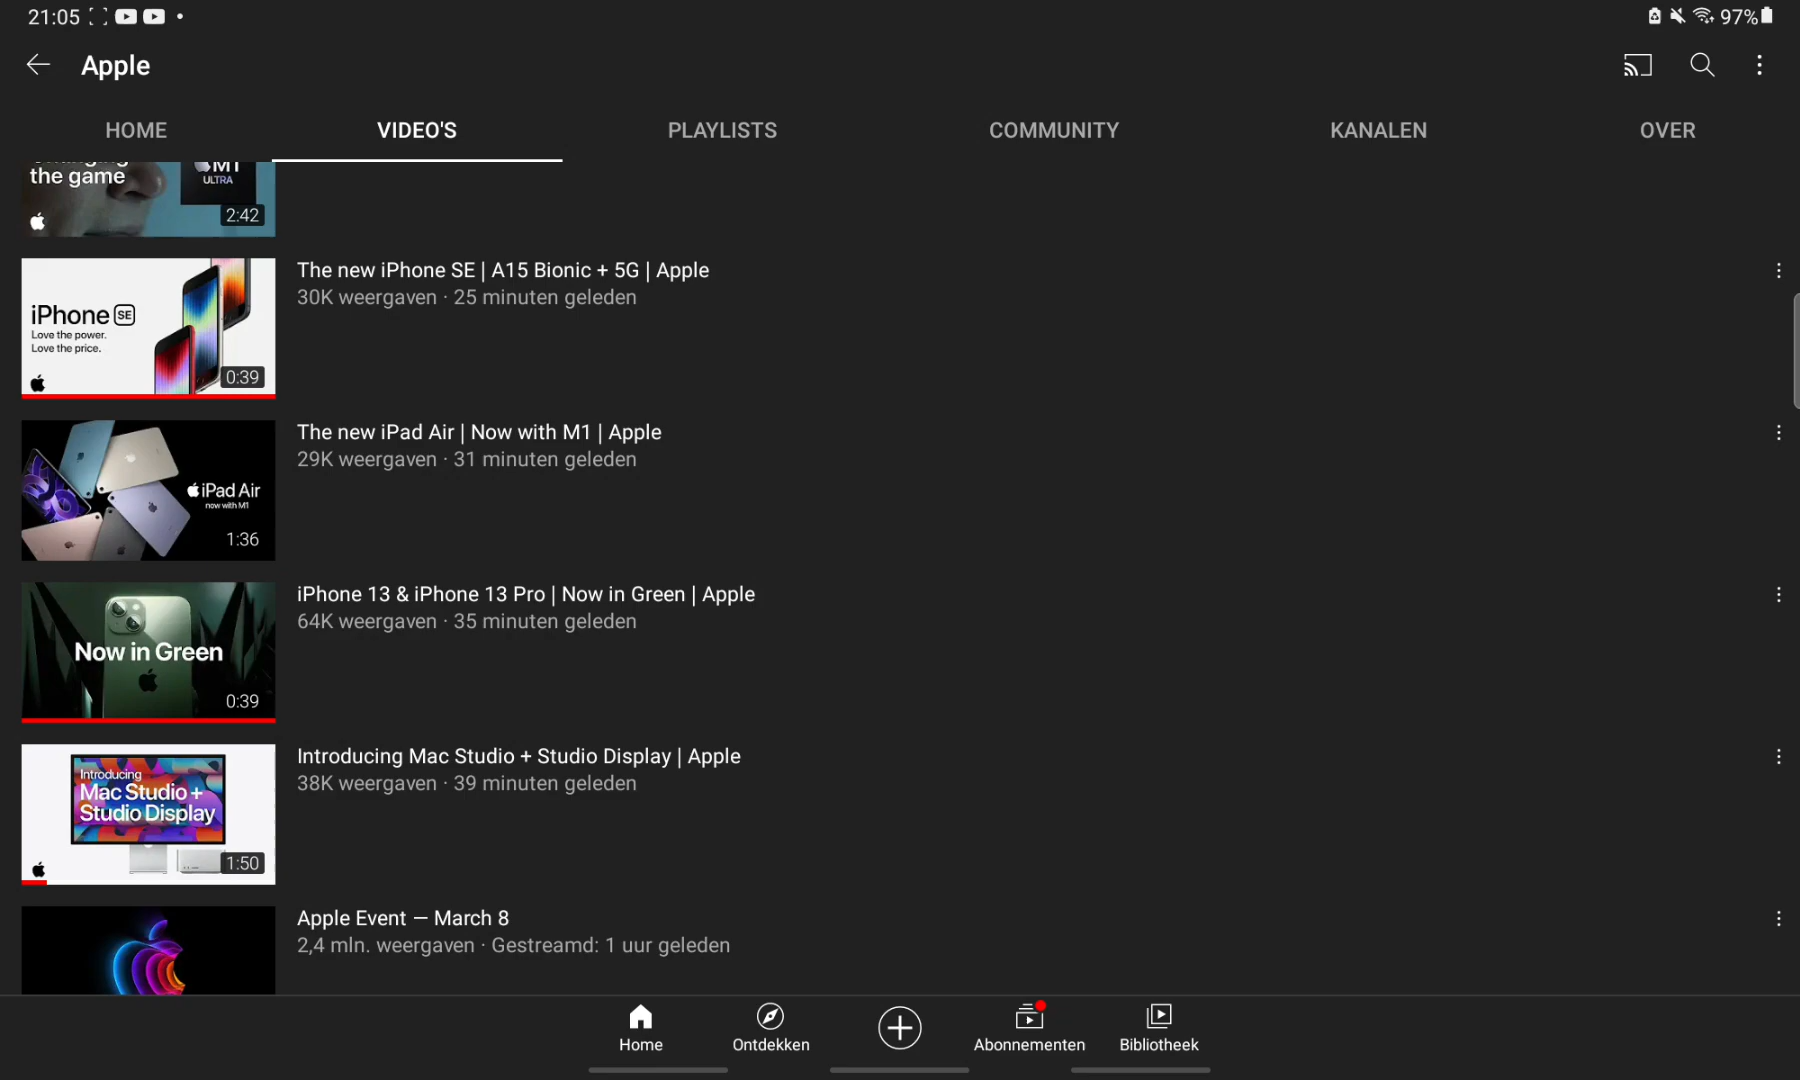 21:05
97%
Apple
HOME
VIDEO'S
PLAYLISTS
COMMUNITY
KANALEN
OVER
the game
M1
ULTRA
2:42
The new iPhone SE | A15 Bionic + 5G | Apple
30K weergaven · 25 minuten geleden
iPhone SE
Love the power.
Love the price.
0:39
The new iPad Air | Now with M1 | Apple
29K weergaven · 31 minuten geleden
iPad Air
now with M1
1:36
iPhone 13 & iPhone 13 Pro | Now in Green | Apple
64K weergaven · 35 minuten geleden
Now in Green
0:39
Introducing Mac Studio + Studio Display | Apple
38K weergaven · 39 minuten geleden
Introducing
Mac Studio +
Studio Display
1:50
Apple Event — March 8
2,4 mln. weergaven · Gestreamd: 1 uur geleden
Home
Ontdekken
Abonnementen
Bibliotheek